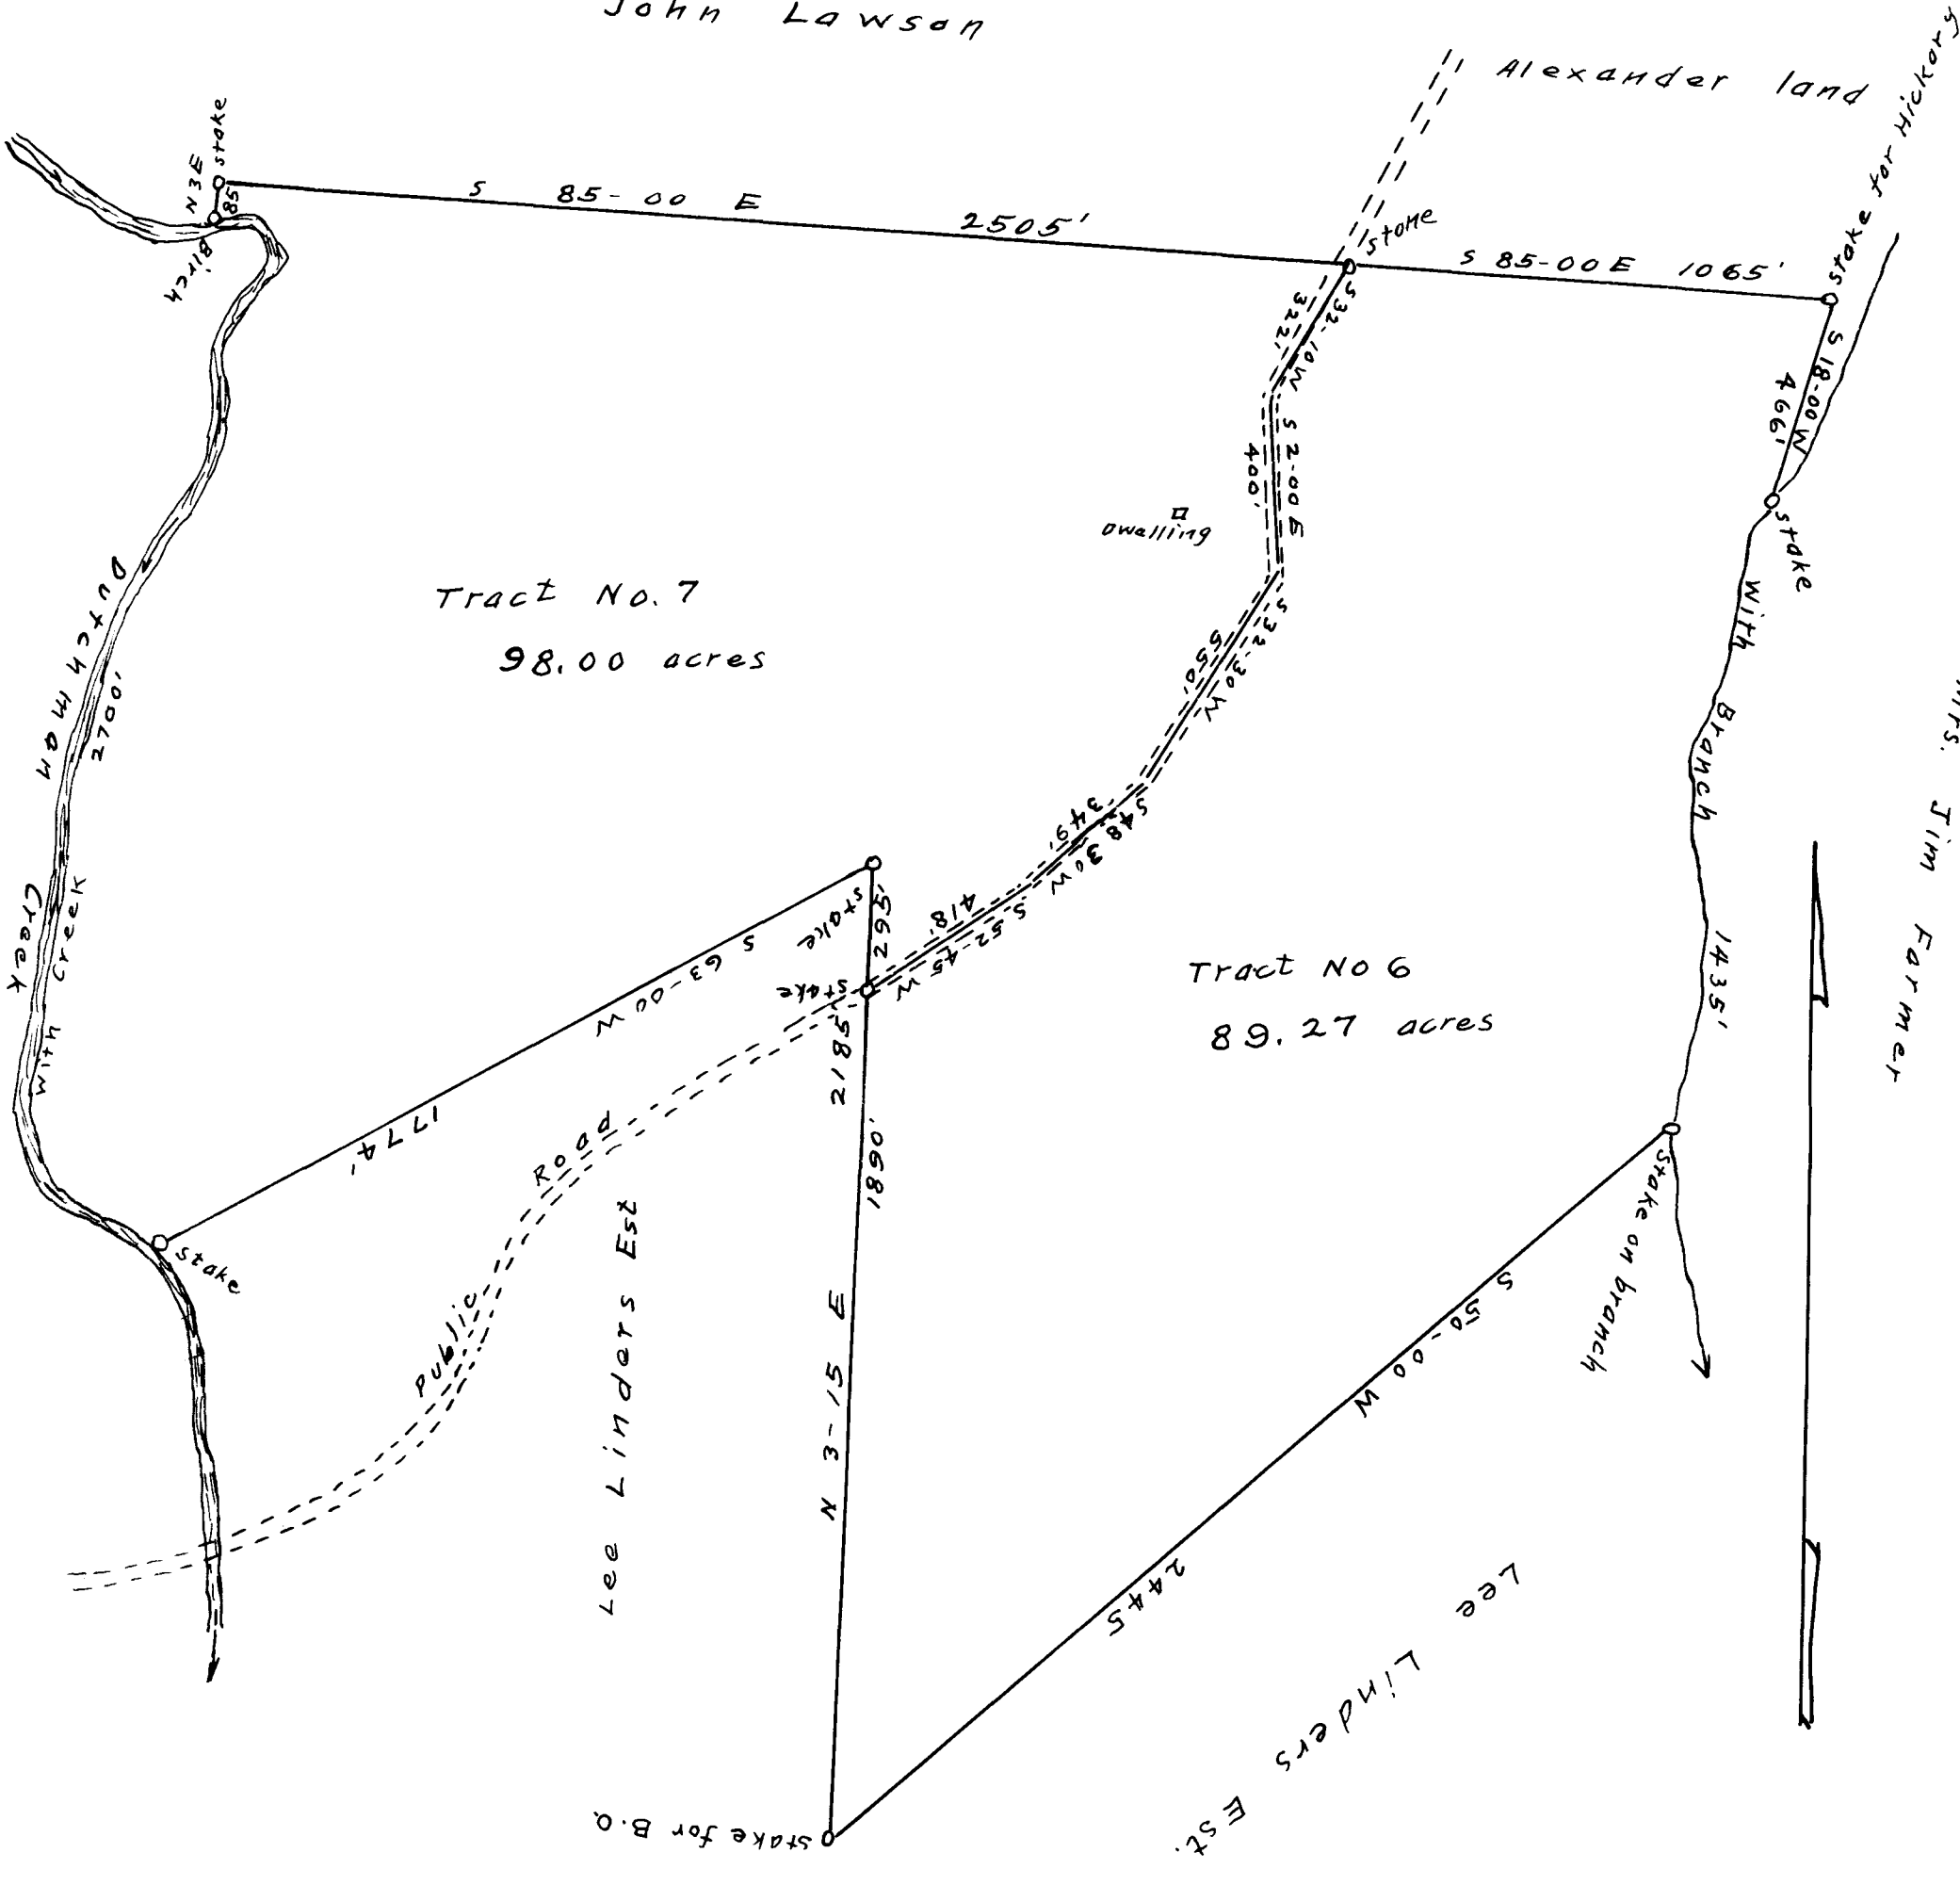 John Lawson
Alexander land
stake for Hickory
N 3 E
stake
85
Birch
S 85-00 E 2505'
stone
S 85-00 E 1065'
S 32-10 W
322'
S 18-00 W
466'
stake
S 2-00 E
400'
Dwelling
Tract No. 7
98.00 acres
Dutchman Creek
2700'
with Creek
S 32-30 W
650'
With Branch 1435'
Mrs. Jim Farmer
S 48 30 W
349'
S 52-45 W
418'
stake
295'
stake
2185'
1890'
N 3-15 E
S 63-00 W
1774'
stake
Tract No 6
89.27 acres
Public Road
Lee Linders Est
stake on branch
S 50-00 W
2445
Lee Linders Est.
stake for B.O.